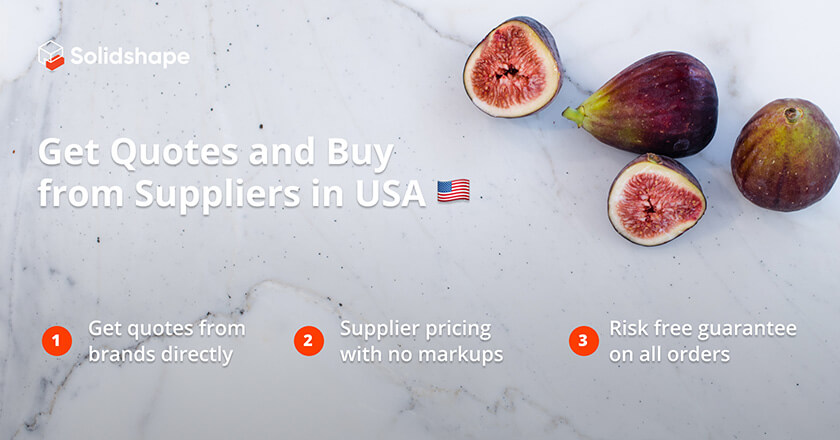 Solidshape
Get Quotes and Buy
from Suppliers in USA 🇺🇸
1
Get quotes from
brands directly
2
Supplier pricing
with no markups
3
Risk free guarantee
on all orders